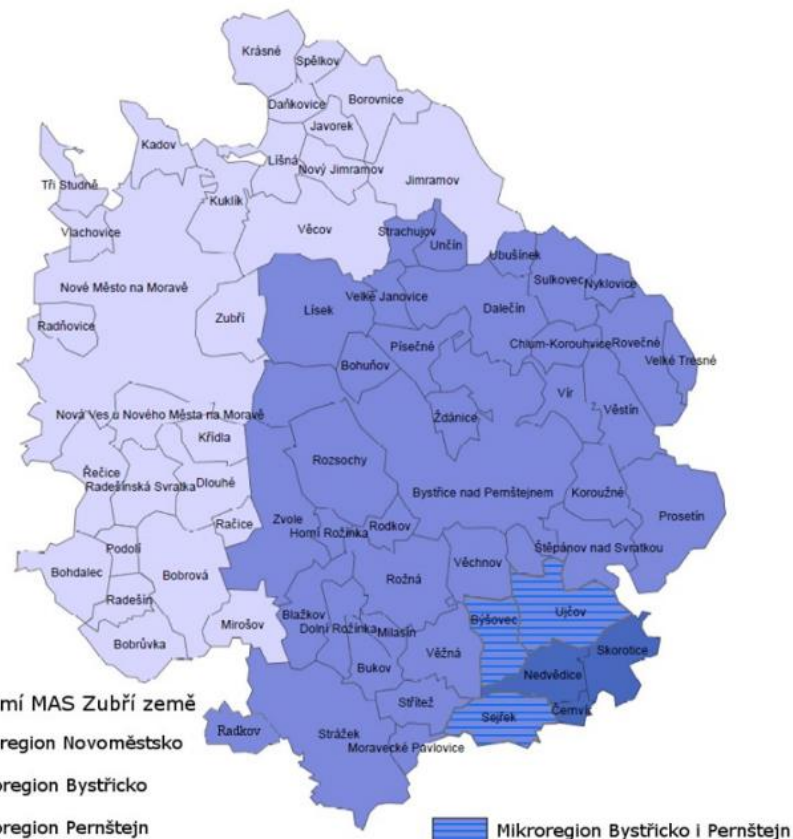 Krásné
Spělkov
Daňkovice
Borovnice
Javorek
Kadov
Líšná
Nový Jimramov
Jimramov
Tři Studně
Kuklík
Vlachovice
Věcov
Strachujov
Unčín
Ubušínek
Sulkovec
Nyklovice
Nové Město na Moravě
Velké Janovice
Lísek
Dalečín
Radňovice
Zubří
Písečné
Chlum-Korouhvice
Rovečné
Bohuňov
Velké Tresné
Vír
Věstín
Ždánice
Nová Ves u Nového Města na Moravě
Křídla
Rozsochy
Řečice
Radešínská Svratka
Dlouhé
Bystřice nad Pernštejnem
Koroužné
Prosetín
Račice
Zvole
Horní Rožínka
Rodkov
Podolí
Bohdalec
Bobrová
Věchnov
Štěpánov nad Svratkou
Rožná
Radešín
Mirošov
Blažkov
Dolní Rožínka
Milasín
Býšovec
Ujčov
Bobrůvka
Bukov
Věžná
Skorotice
Nedvědice
Střítež
Sejřek
Černvír
Radkov
Strážek
Moravecké Pavlovice
mí MAS Zubří země
region Novoměstsko
region Bystřicko
region Pernštejn
Mikroregion Bystřicko i Pernštejn